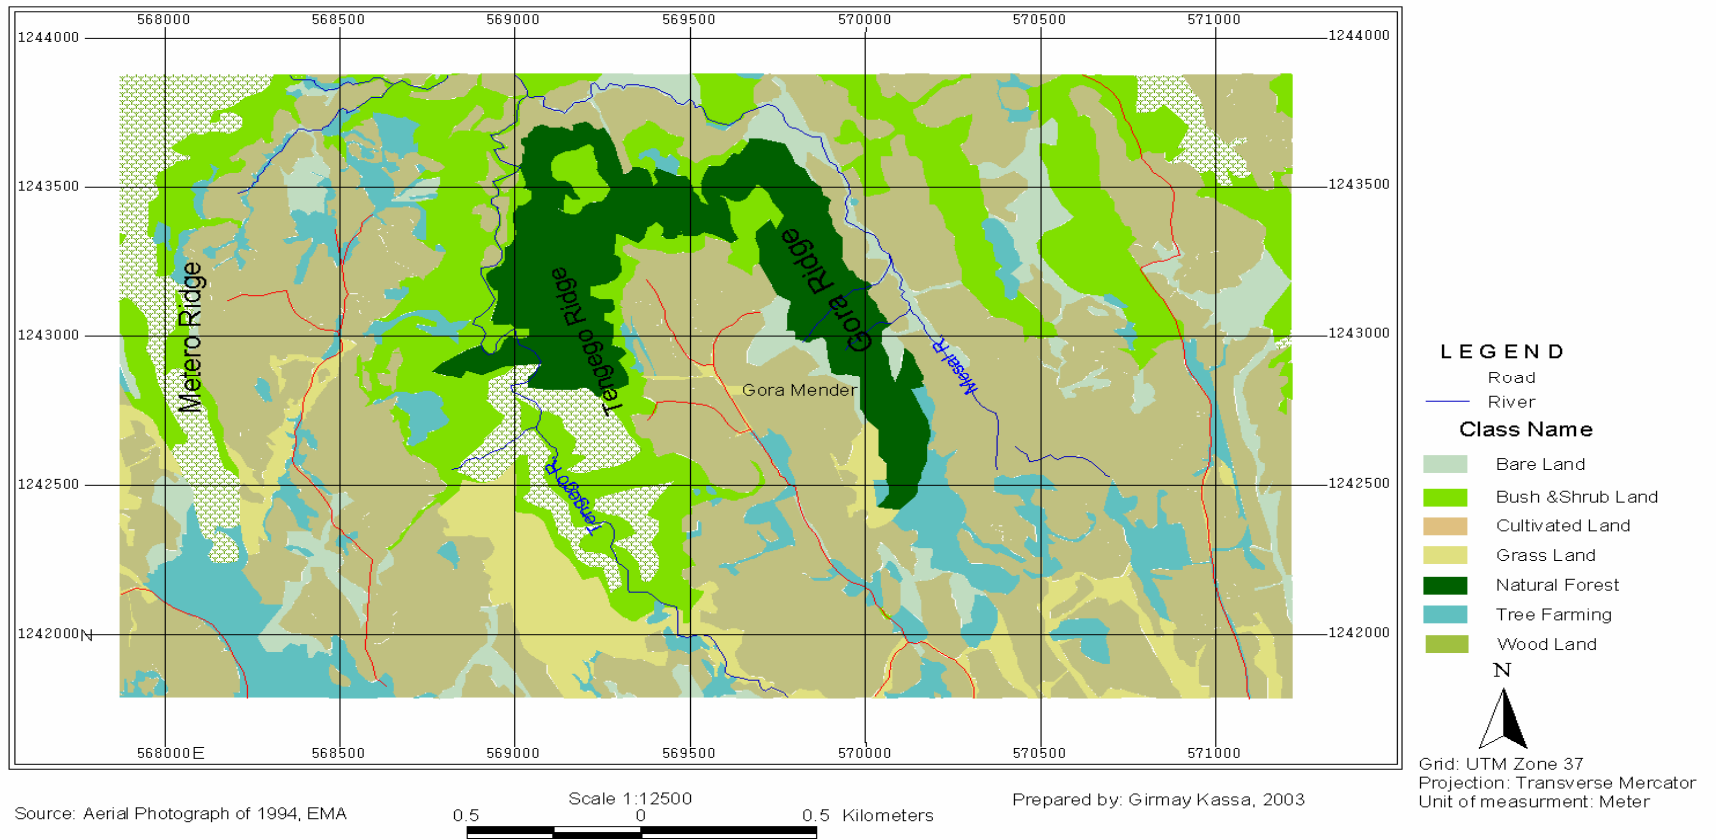 568000 568500 569000 569500 570000 570500 571000
1244000 1244000
1243500 1243500
Metero Ridge
Tengego Ridge
Gora Ridge
1243000 1243000
Mesal R.
Gora Mender
1242500 1242500
Tengego R.
1242000N 1242000
568000E 568500 569000 569500 570000 570500 571000
LEGEND
Road
River
Class Name
Bare Land
Bush &Shrub Land
Cultivated Land
Grass Land
Natural Forest
Tree Farming
Wood Land
N
Grid: UTM Zone 37
Projection: Transverse Mercator
Unit of measurment: Meter
Source: Aerial Photograph of 1994, EMA
Scale 1:12500
0.5 0 0.5 Kilometers
Prepared by: Girmay Kassa, 2003